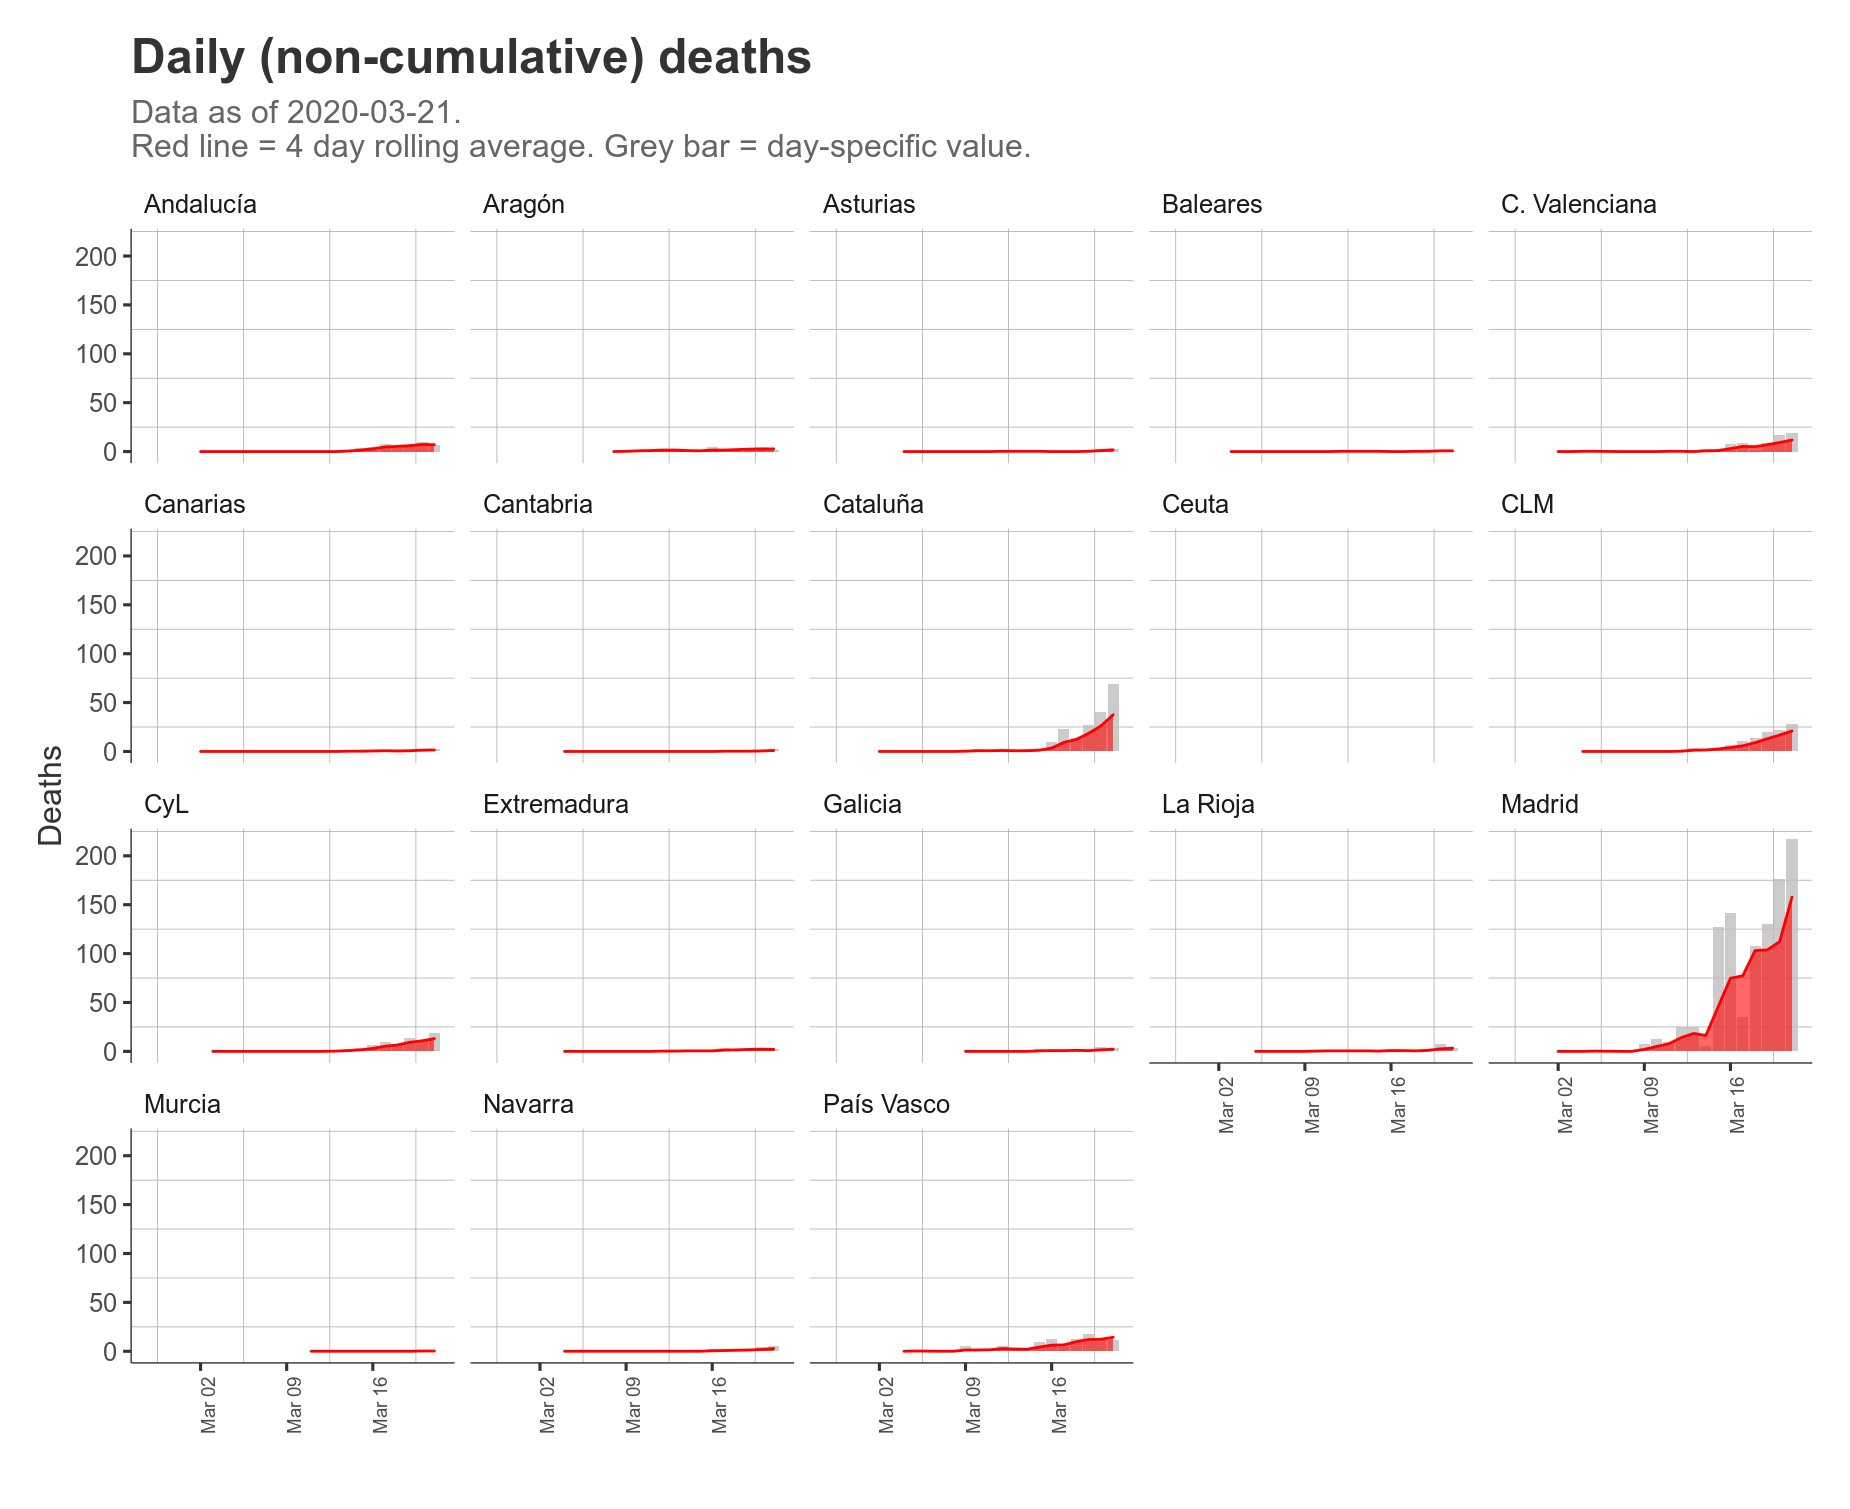 Daily (non-cumulative) deaths
Data as of 2020-03-21.
Red line = 4 day rolling average. Grey bar = day-specific value.
Andalucía Aragón Asturias Baleares C. Valenciana
200
150
100
50
0
Canarias Cantabria Cataluña Ceuta CLM
200
150
100
50
0
Deaths
CyL Extremadura Galicia La Rioja Madrid
200
150
100
50
0
Mar 02 Mar 09 Mar 16 Mar 02 Mar 09 Mar 16
Murcia Navarra País Vasco
200
150
100
50
0
Mar 02 Mar 09 Mar 16 Mar 02 Mar 09 Mar 16 Mar 02 Mar 09 Mar 16